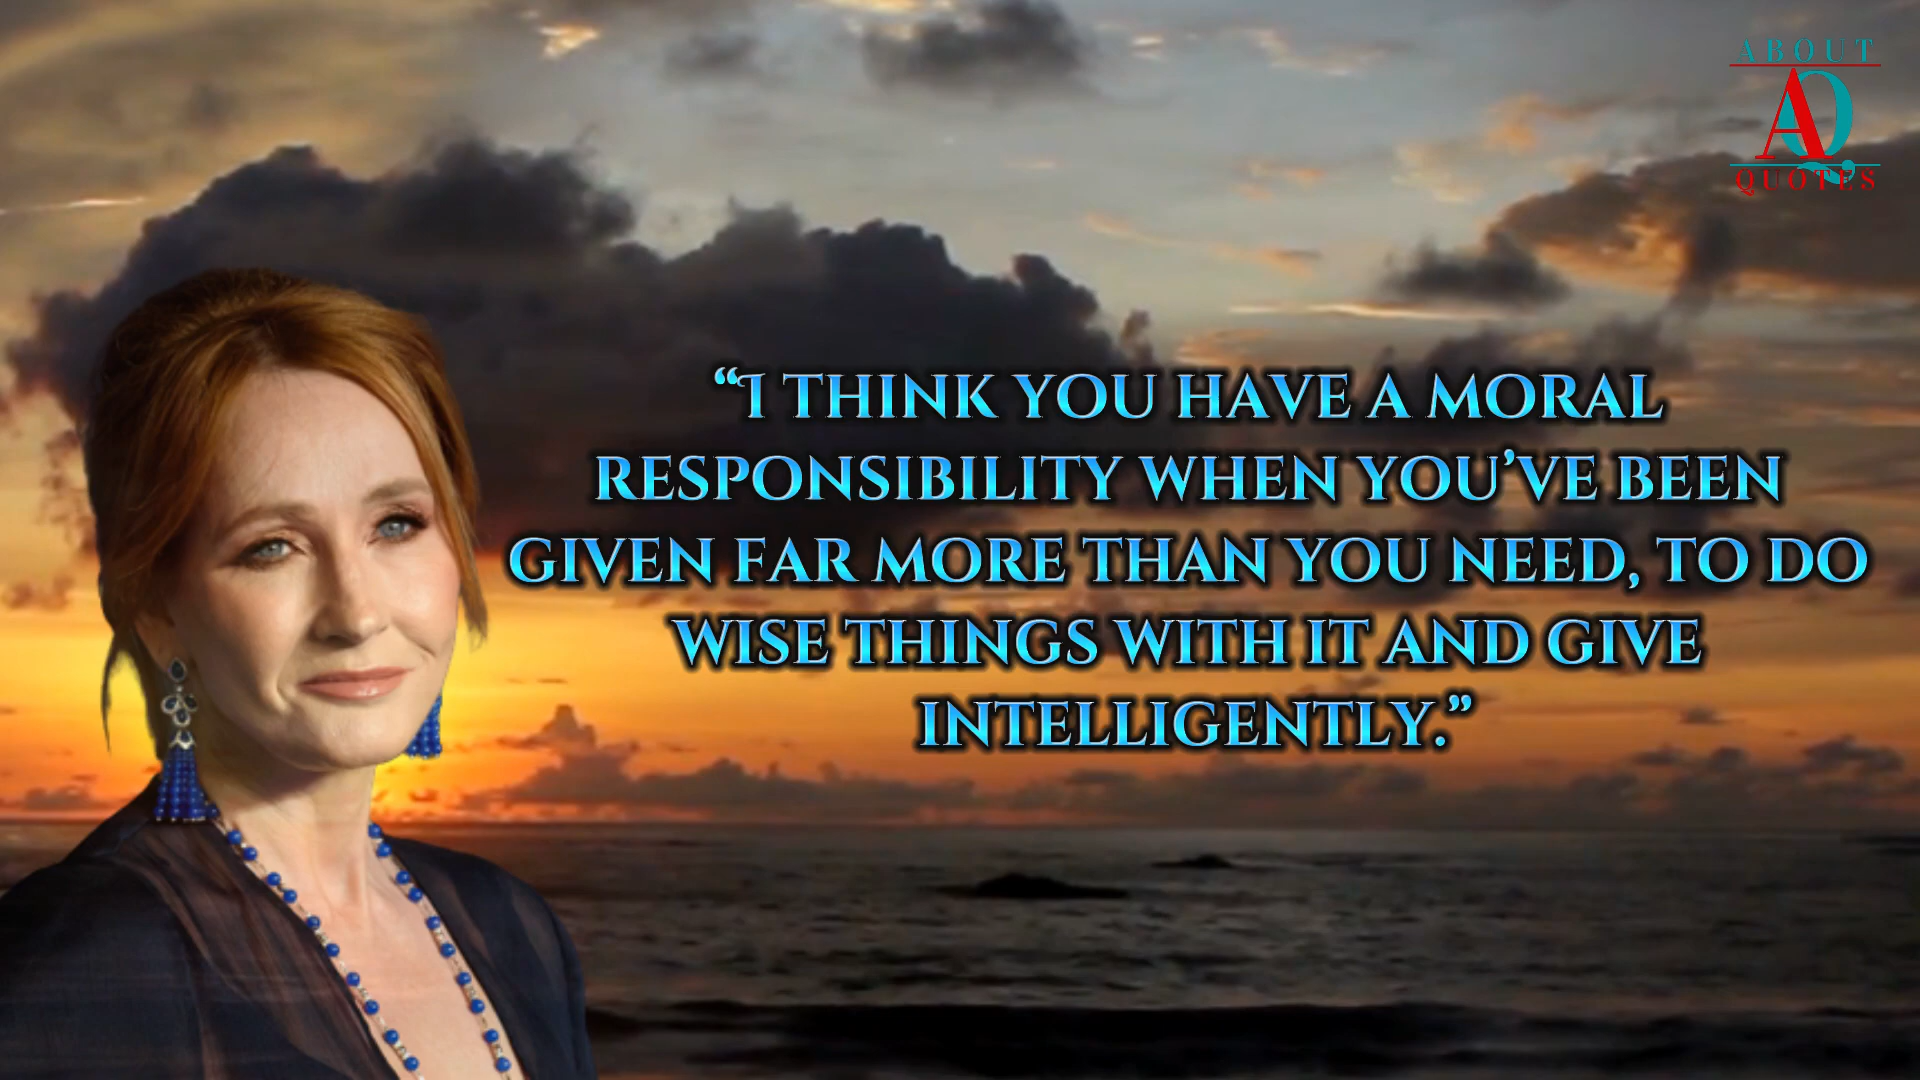 ABOUT
AQ
QUOTES
“I THINK YOU HAVE A MORAL
RESPONSIBILITY WHEN YOU’VE BEEN
GIVEN FAR MORE THAN YOU NEED, TO DO
WISE THINGS WITH IT AND GIVE
INTELLIGENTLY.”